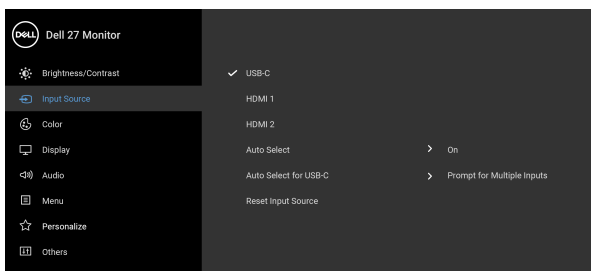 DELL Dell 27 Monitor
Brightness/Contrast
USB-C
Input Source
HDMI 1
Color
HDMI 2
Display
Auto Select
On
Audio
Auto Select for USB-C
Prompt for Multiple Inputs
Menu
Reset Input Source
Personalize
Others